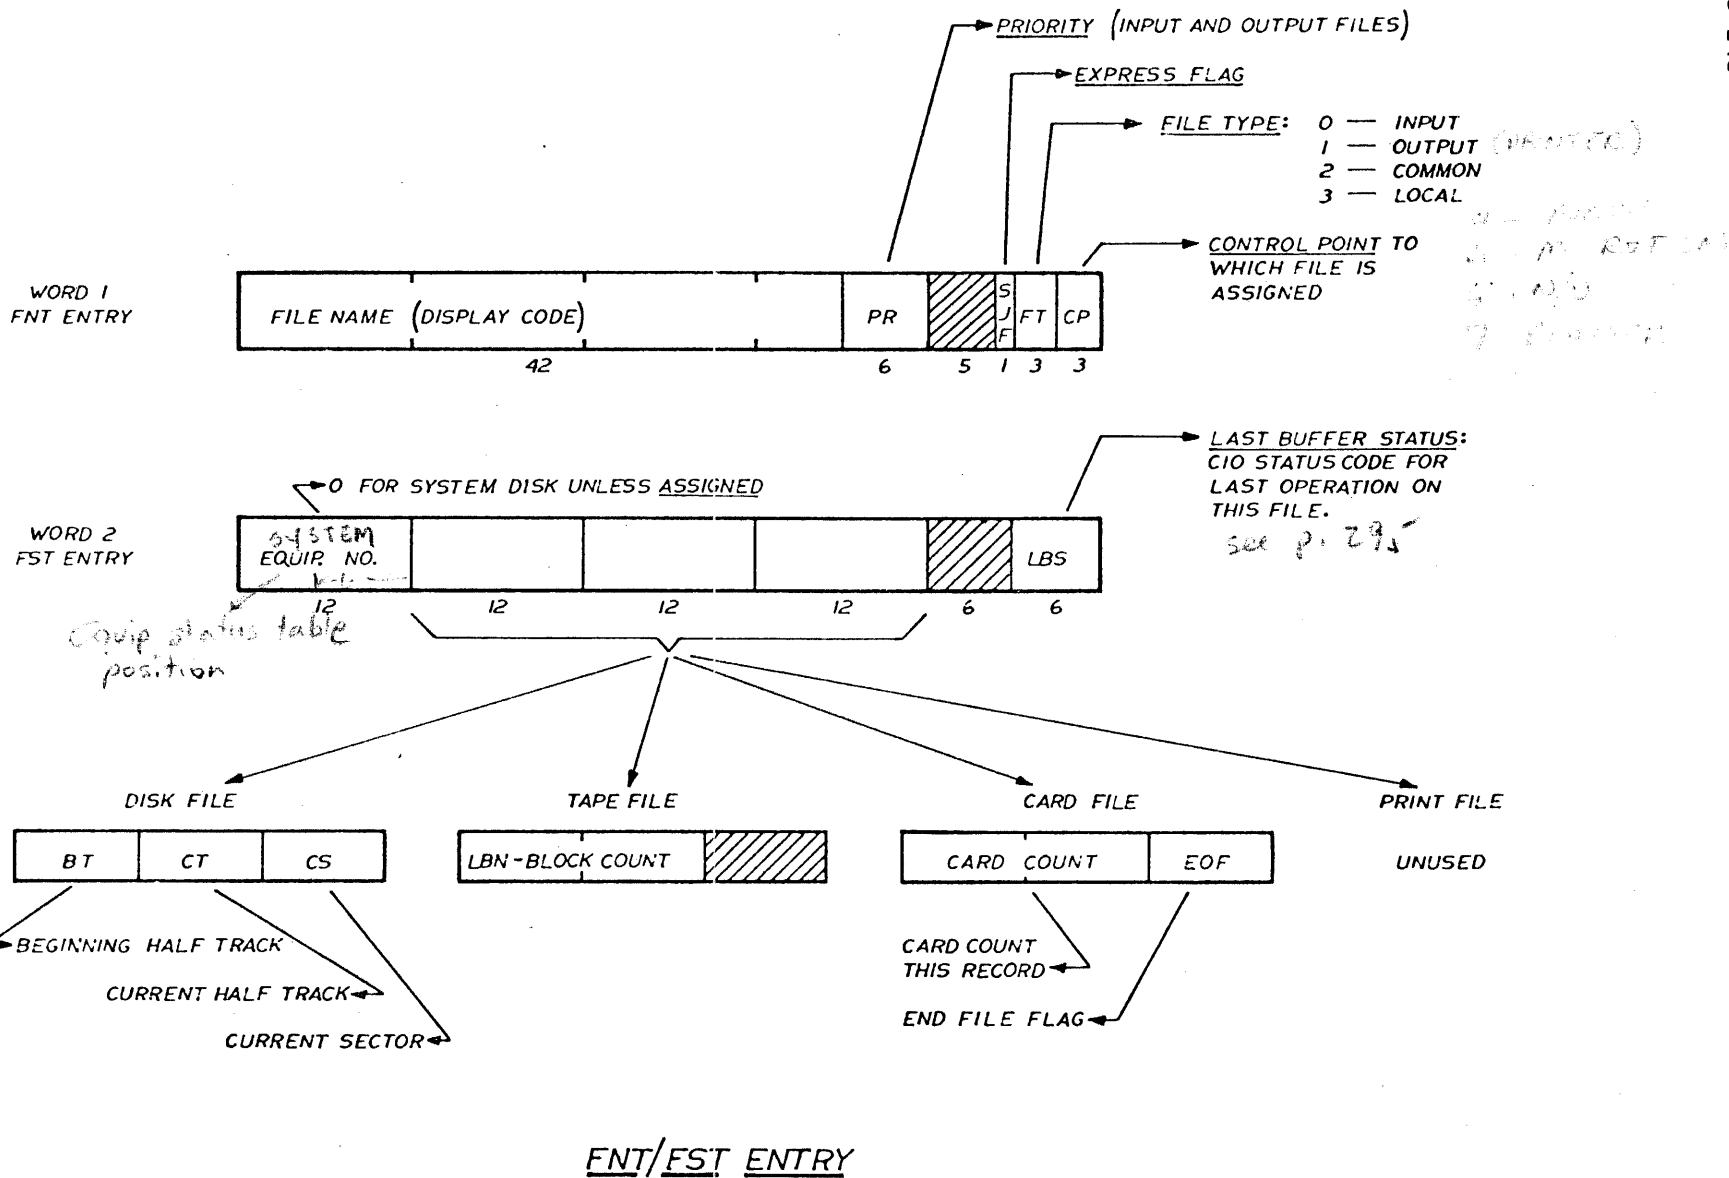 PRIORITY (INPUT AND OUTPUT FILES)
EXPRESS FLAG
FILE TYPE: 0 — INPUT
1 — OUTPUT (PRINTER)
2 — COMMON
3 — LOCAL
CONTROL POINT TO
WHICH FILE IS
ASSIGNED
WORD 1
FNT ENTRY
FILE NAME (DISPLAY CODE)
PR
SJF
FT
CP
42
6
5
1
3
3
LAST BUFFER STATUS:
CIO STATUS CODE FOR
LAST OPERATION ON
THIS FILE.
see p. 295
0 FOR SYSTEM DISK UNLESS ASSIGNED
WORD 2
FST ENTRY
SYSTEM
EQUIP. NO.
LBS
12
12
12
12
6
6
Equip status table
position
DISK FILE
TAPE FILE
CARD FILE
PRINT FILE
BT
CT
CS
LBN-BLOCK COUNT
CARD COUNT
EOF
UNUSED
BEGINNING HALF TRACK
CURRENT HALF TRACK
CURRENT SECTOR
CARD COUNT
THIS RECORD
END FILE FLAG
FNT/FST ENTRY